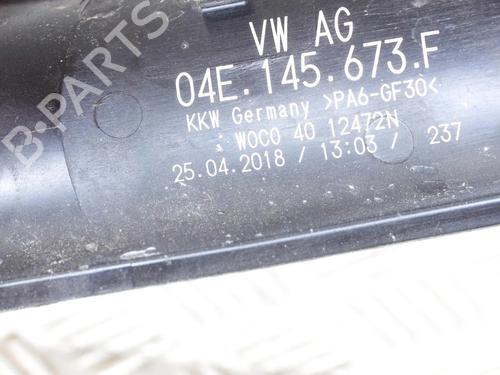 B-PARTS
VW AG
04E.145.673.F
KKW Germany >PA6-GF30<
: WOCO 40 12472N
25.04.2018 / 13:03 / 237